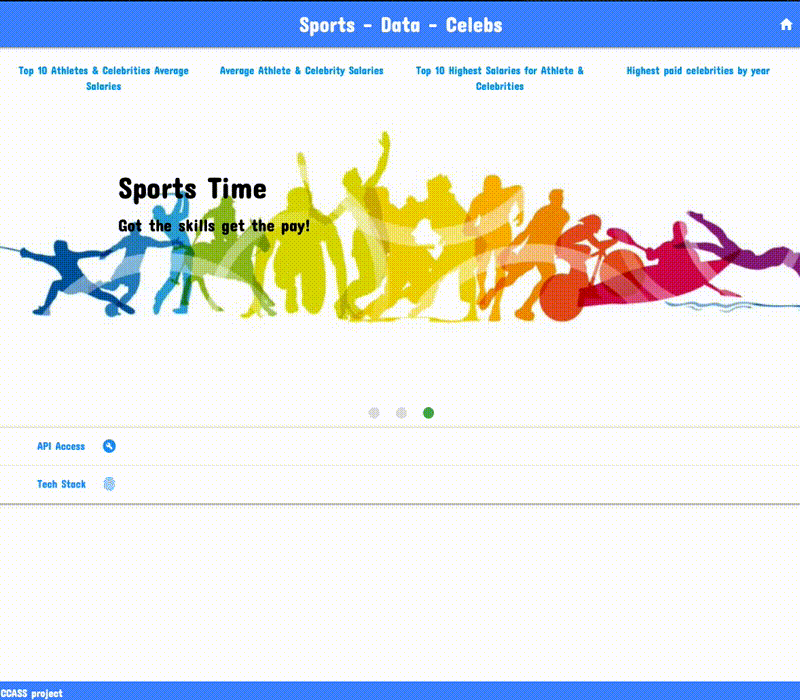 Sports - Data - Celebs
Top 10 Athletes & Celebrities Average
Salaries
Average Athlete & Celebrity Salaries
Top 10 Highest Salaries for Athlete &
Celebrities
Highest paid celebrities by year
Sports Time
Got the skills get the pay!
API Access
Tech Stack
CCASS project